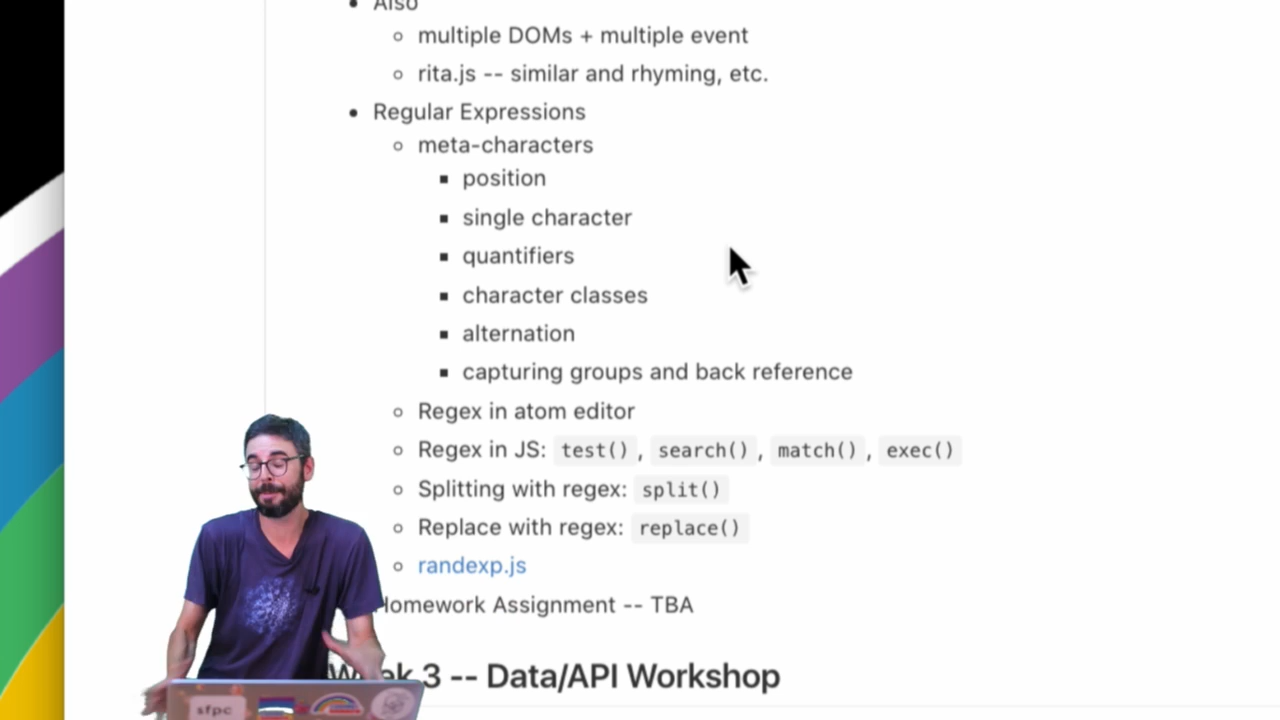 Also
multiple DOMs + multiple event
rita.js -- similar and rhyming, etc.
Regular Expressions
meta-characters
position
single character
quantifiers
character classes
alternation
capturing groups and back reference
Regex in atom editor
Regex in JS: test(), search(), match(), exec()
Splitting with regex: split()
Replace with regex: replace()
randexp.js
Homework Assignment -- TBA
Week 3 -- Data/API Workshop
sfpc